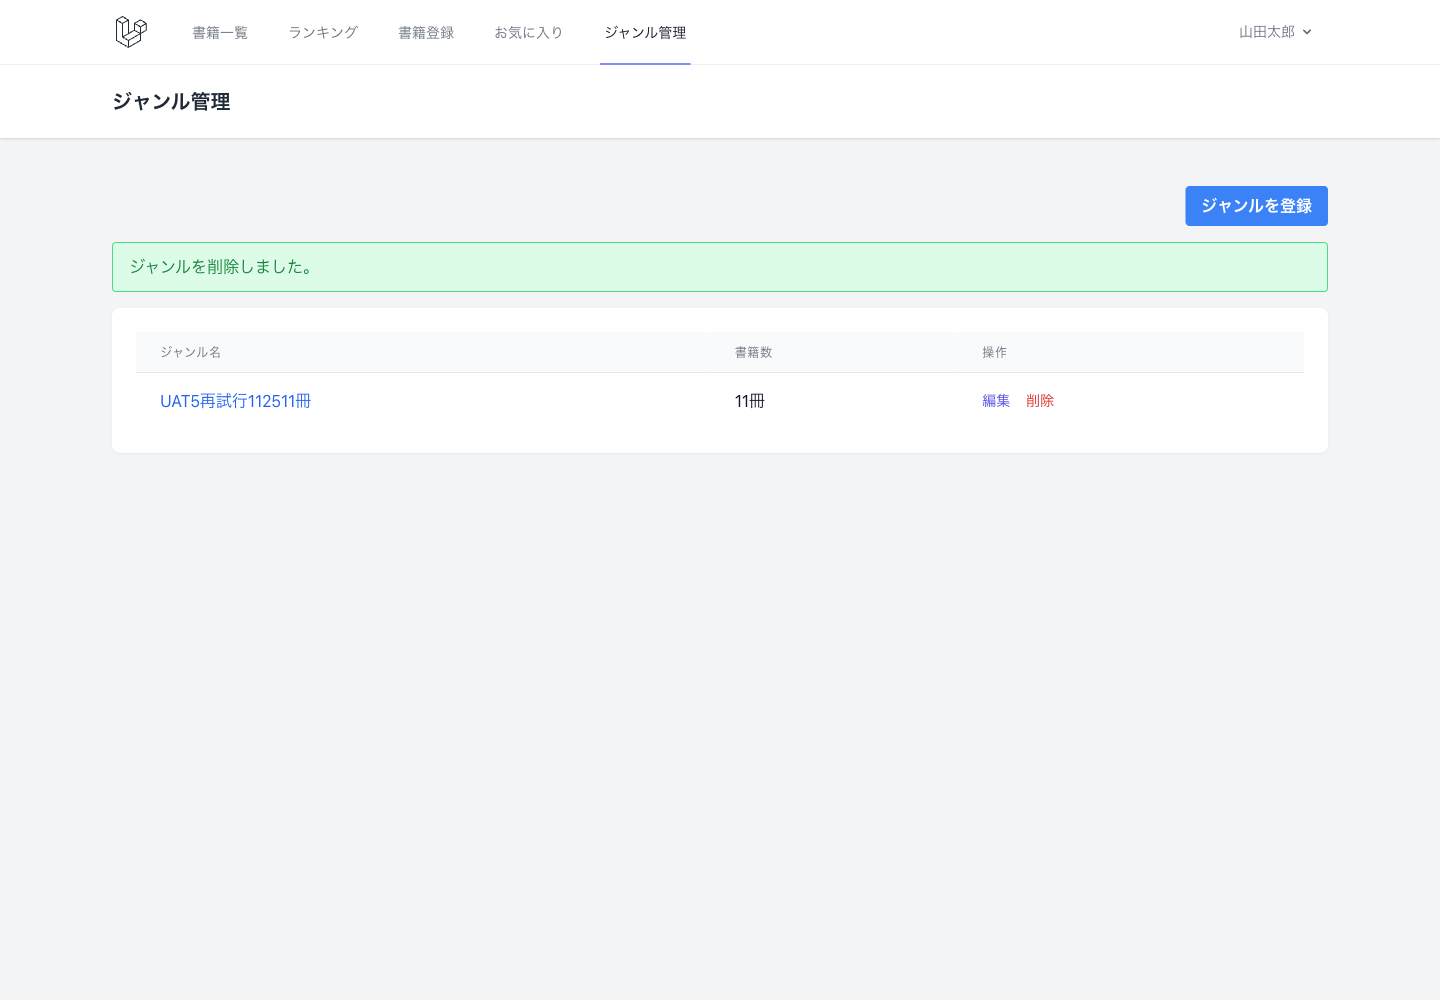 書籍一覧 ランキング 書籍登録 お気に入り ジャンル管理 山田太郎
ジャンル管理
ジャンルを登録
ジャンルを削除しました。
ジャンル名 書籍数 操作
UAT5再試行112511冊 11冊 編集 削除